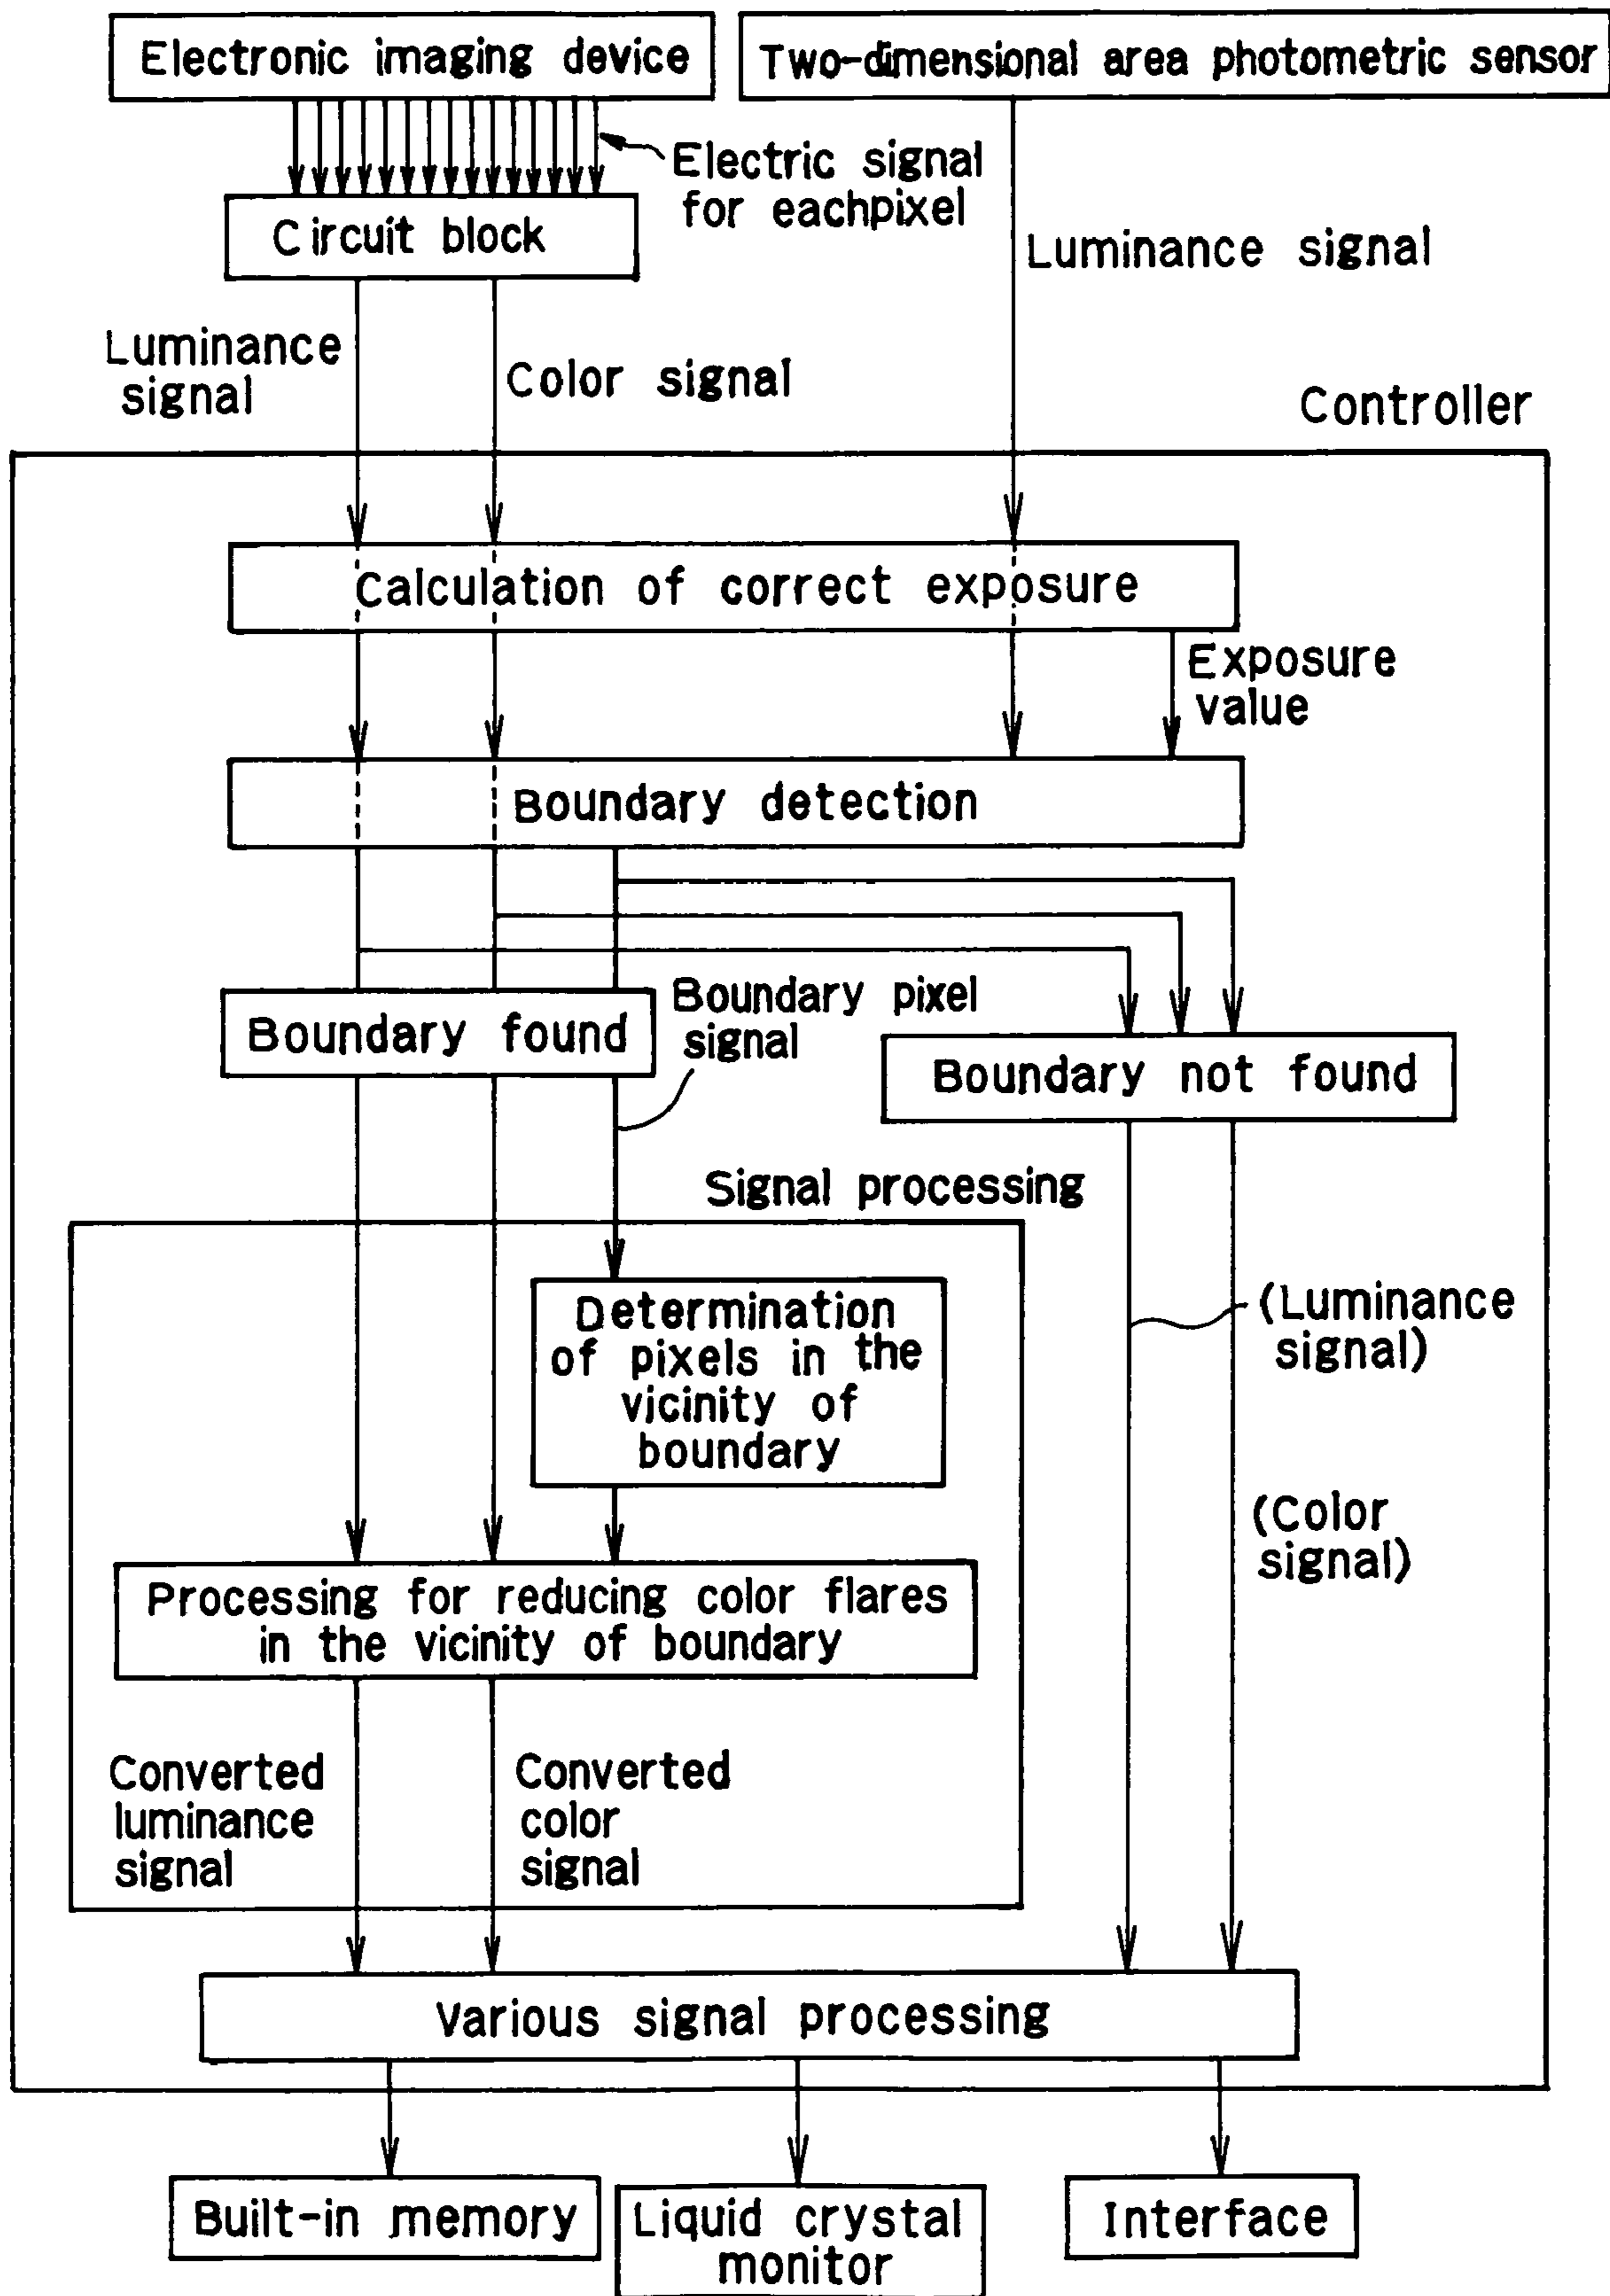 Electronic imaging device
Two-dimensional area photometric sensor
Electric signal
for eachpixel
Circuit block
Luminance signal
Luminance
signal
Color signal
Controller
Calculation of correct exposure
Exposure
value
Boundary detection
Boundary pixel
signal
Boundary found
Boundary not found
Signal processing
Determination
of pixels in the
vicinity of
boundary
(Luminance
signal)
(Color
signal)
Processing for reducing color flares
in the vicinity of boundary
Converted
luminance
signal
Converted
color
signal
Various signal processing
Built-in memory
Liquid crystal
monitor
Interface